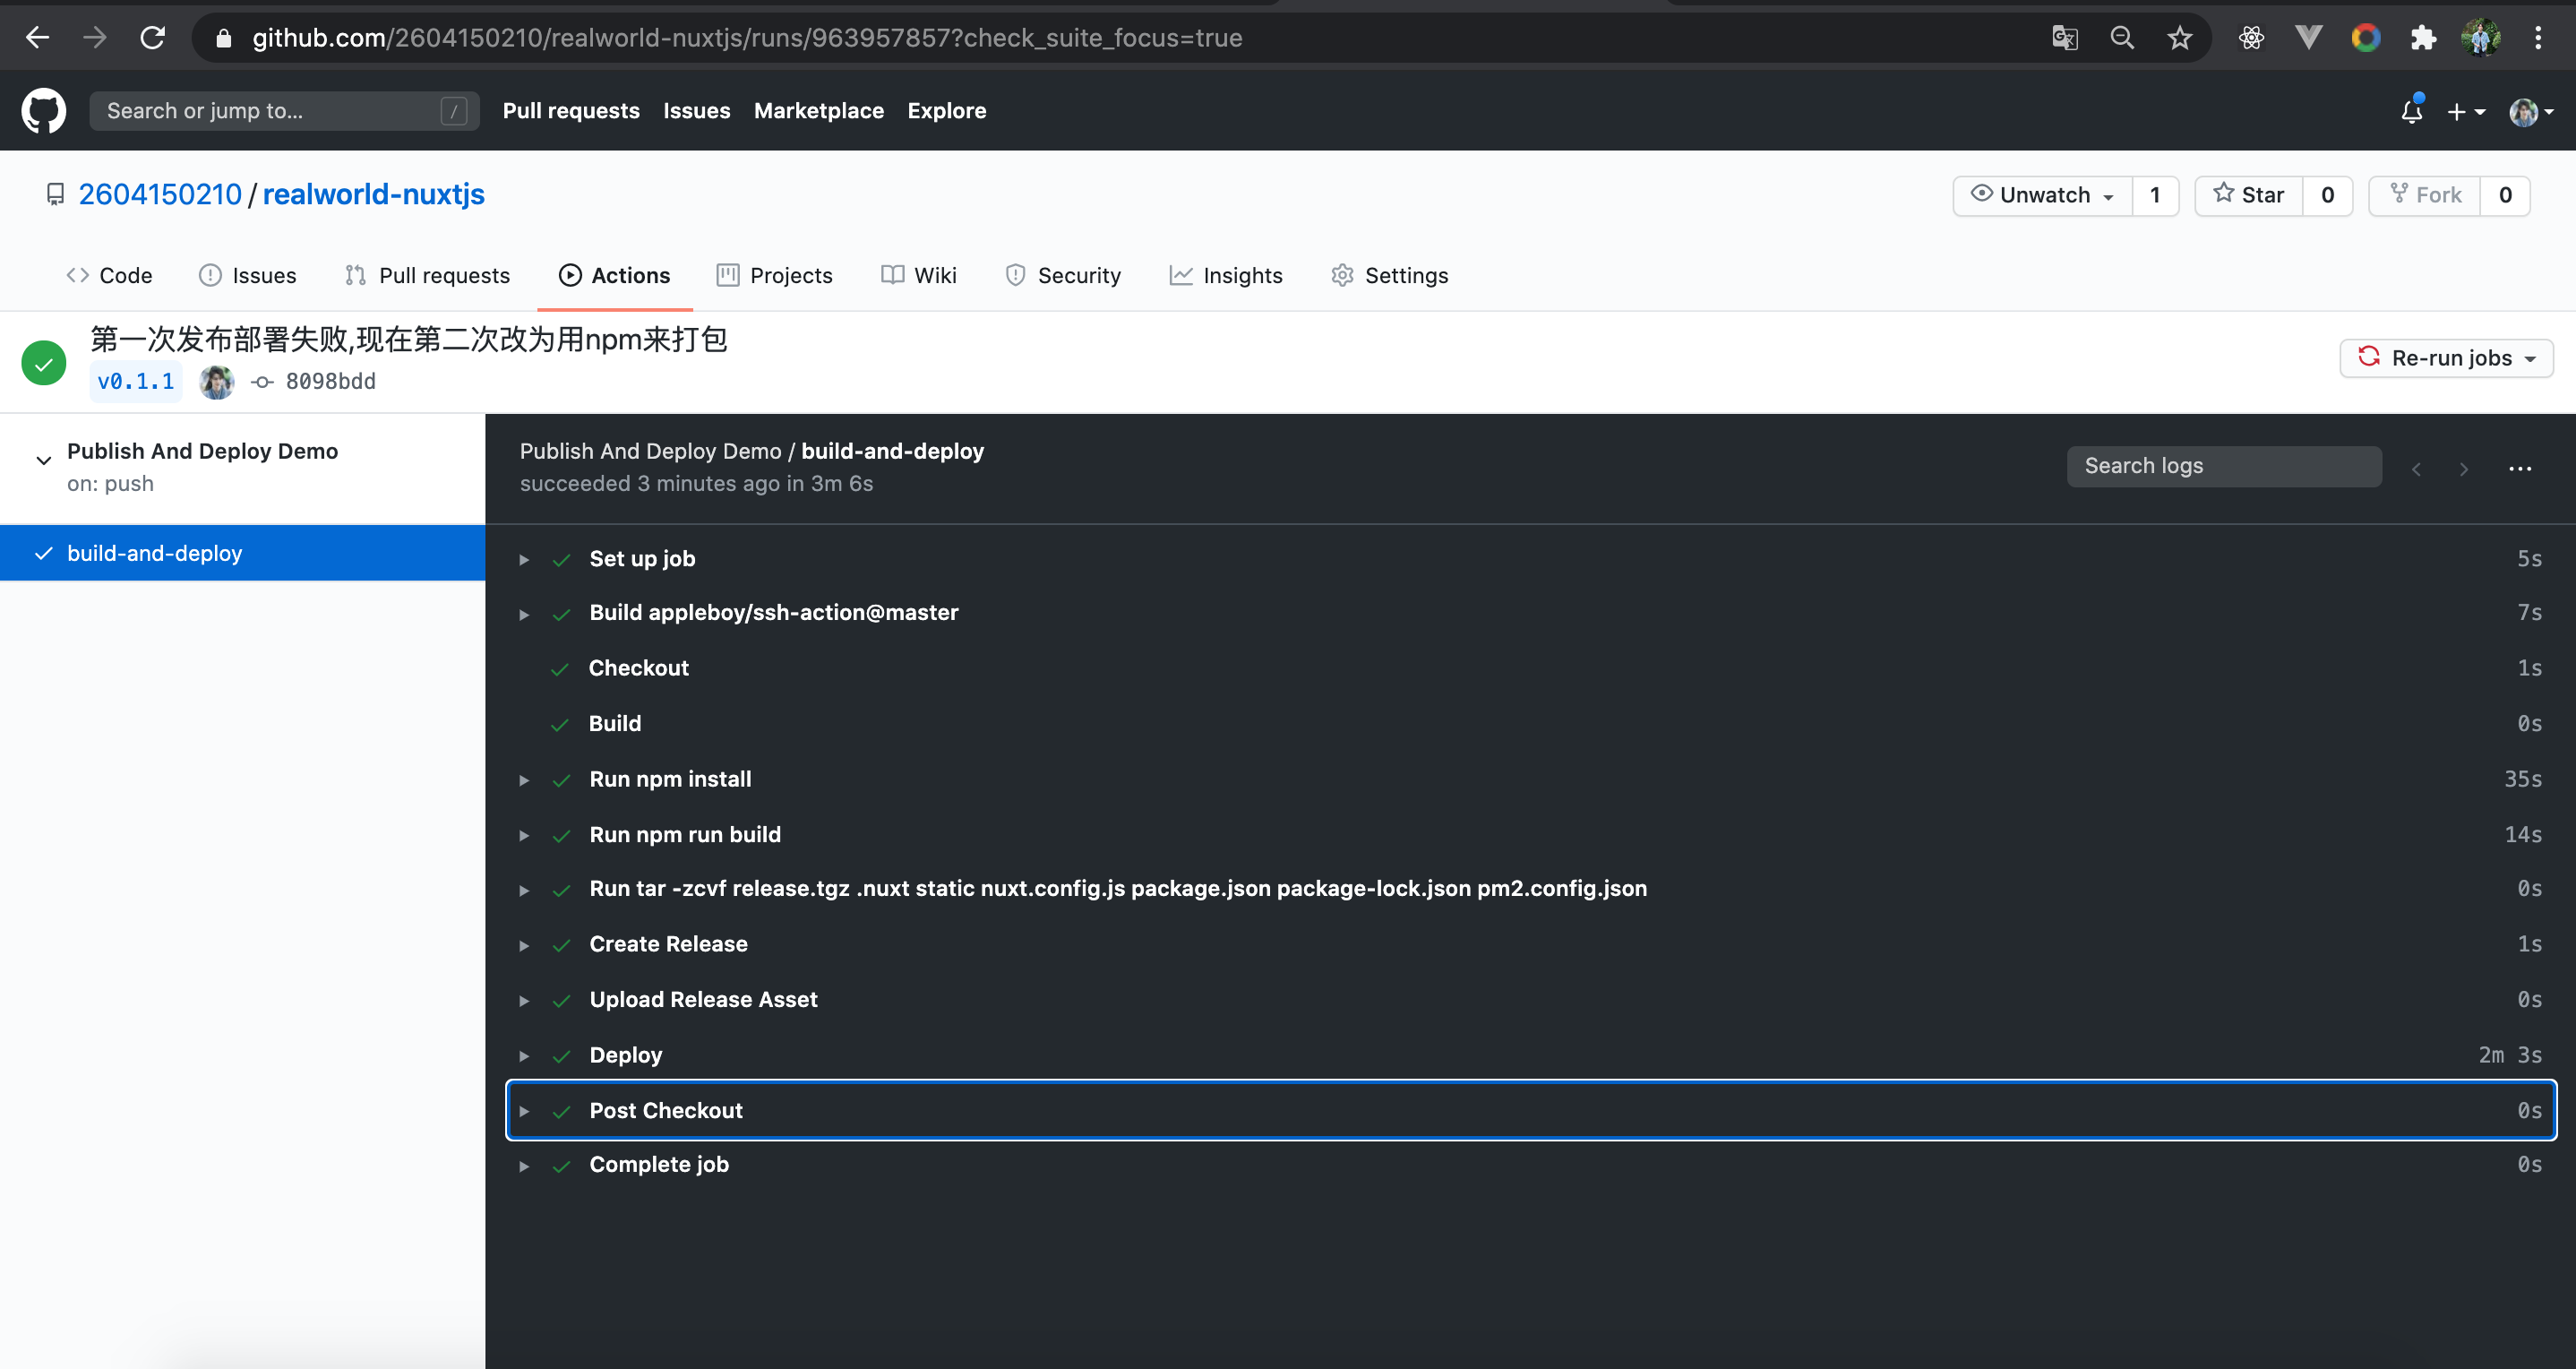 github.com/2604150210/realworld-nuxtjs/runs/963957857?check_suite_focus=true
Search or jump to... /
Pull requests Issues Marketplace Explore
2604150210 / realworld-nuxtjs
Unwatch 1 Star 0 Fork 0
Code Issues Pull requests Actions Projects Wiki Security Insights Settings
第一次发布部署失败,现在第二次改为用npm来打包
v0.1.1 8098bdd
Re-run jobs
Publish And Deploy Demo
on: push
build-and-deploy
Publish And Deploy Demo / build-and-deploy
succeeded 3 minutes ago in 3m 6s
Search logs
Set up job 5s
Build appleboy/ssh-action@master 7s
Checkout 1s
Build 0s
Run npm install 35s
Run npm run build 14s
Run tar -zcvf release.tgz .nuxt static nuxt.config.js package.json package-lock.json pm2.config.json 0s
Create Release 1s
Upload Release Asset 0s
Deploy 2m 3s
Post Checkout 0s
Complete job 0s